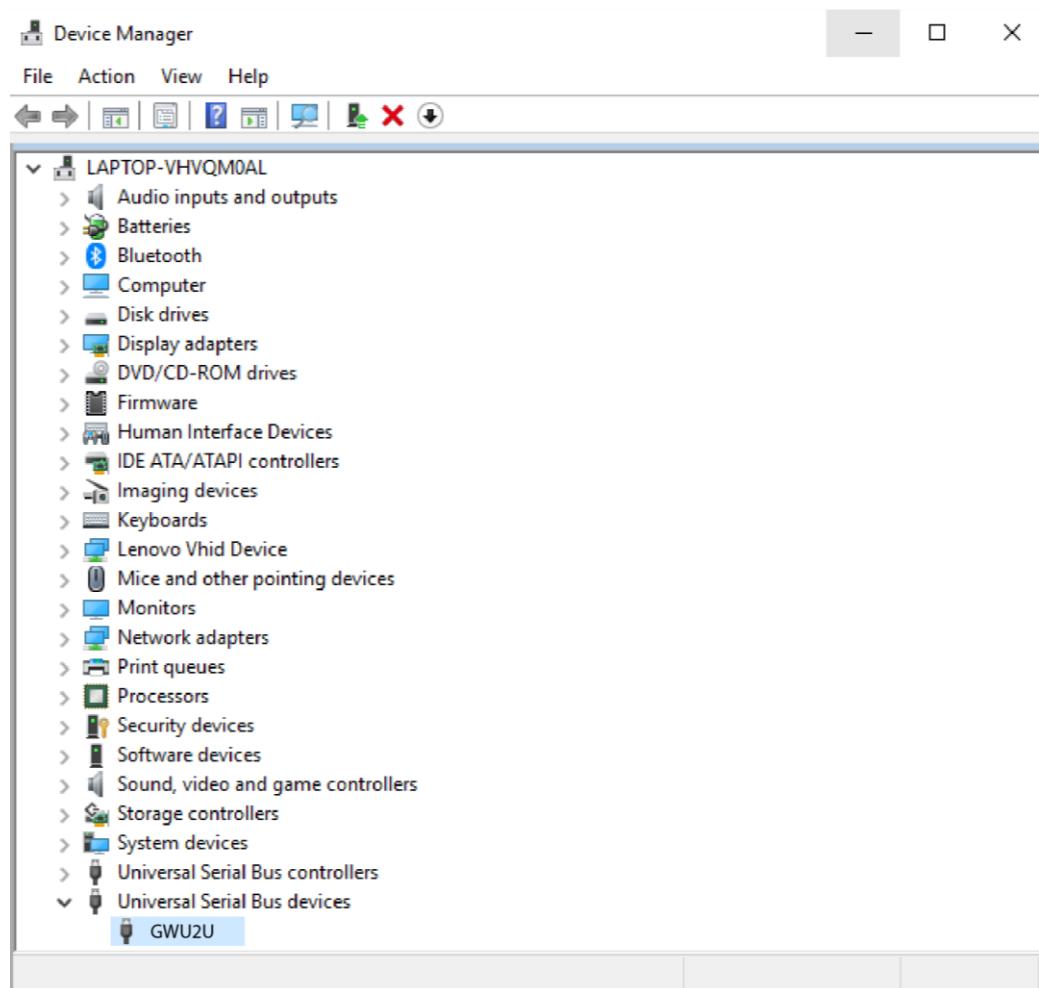 Device Manager
File Action View Help
LAPTOP-VHVQM0AL
Audio inputs and outputs
Batteries
Bluetooth
Computer
Disk drives
Display adapters
DVD/CD-ROM drives
Firmware
Human Interface Devices
IDE ATA/ATAPI controllers
Imaging devices
Keyboards
Lenovo Vhid Device
Mice and other pointing devices
Monitors
Network adapters
Print queues
Processors
Security devices
Software devices
Sound, video and game controllers
Storage controllers
System devices
Universal Serial Bus controllers
Universal Serial Bus devices
GWU2U